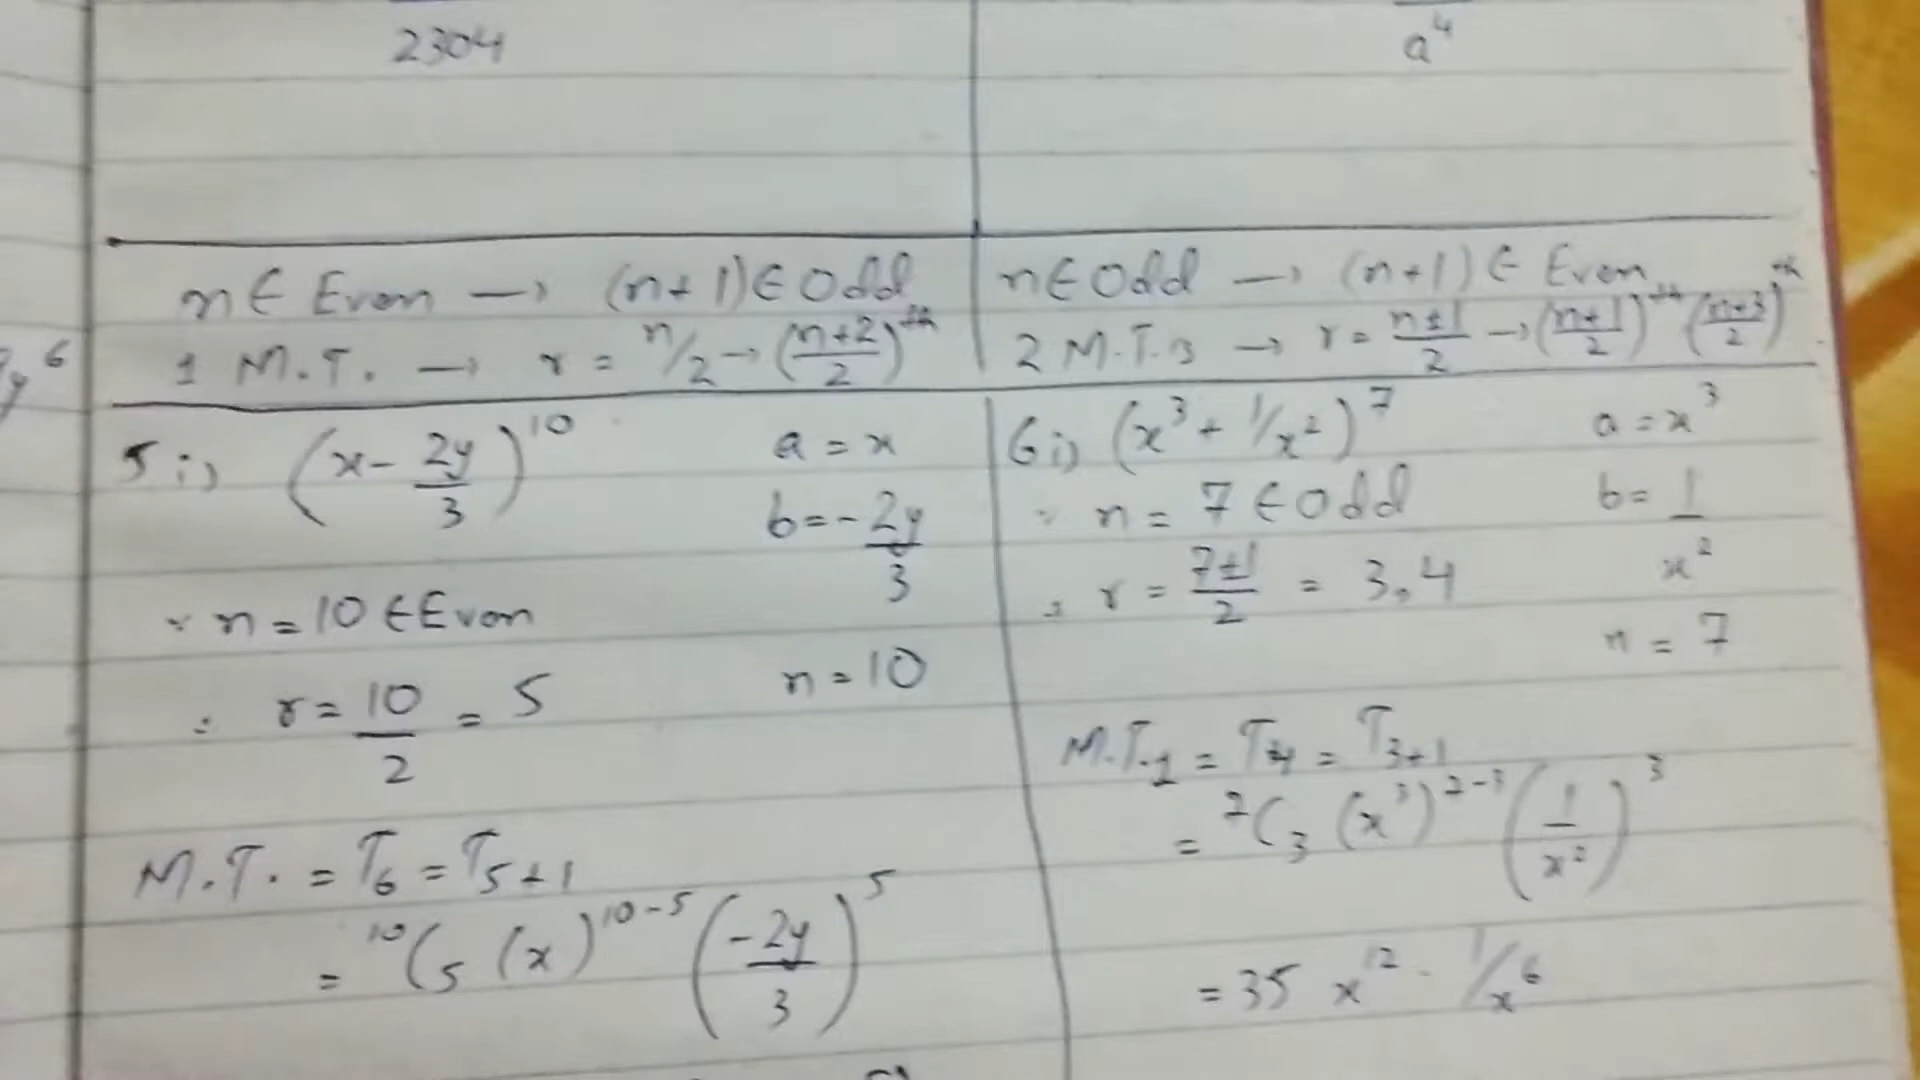 2304
a⁴
y⁶
n ∈ Even → (n+1) ∈ Odd
1 M.T. → r = n/2 → ((n+2)/2)ᵗʰ
n ∈ Odd → (n+1) ∈ Even
2 M.T.s → r = (n±1)/2 → ((n+1)/2)ᵗʰ ((n+3)/2)ᵗʰ
5 i) (x - 2y/3)¹⁰ a = x
b = -2y/3
∵ n = 10 ∈ Even
∴ r = 10/2 = 5 n = 10
M.T. = T₆ = T₅₊₁
= ¹⁰C₅ (x)¹⁰⁻⁵ (-2y/3)⁵
6 i) (x³ + 1/x²)⁷ a = x³
∵ n = 7 ∈ Odd b = 1/x²
∴ r = (7±1)/2 = 3, 4
n = 7
M.T.₁ = T₄ = T₃₊₁
= ⁷C₃ (x³)⁷⁻³ (1/x²)³
= 35 x¹² · 1/x⁶